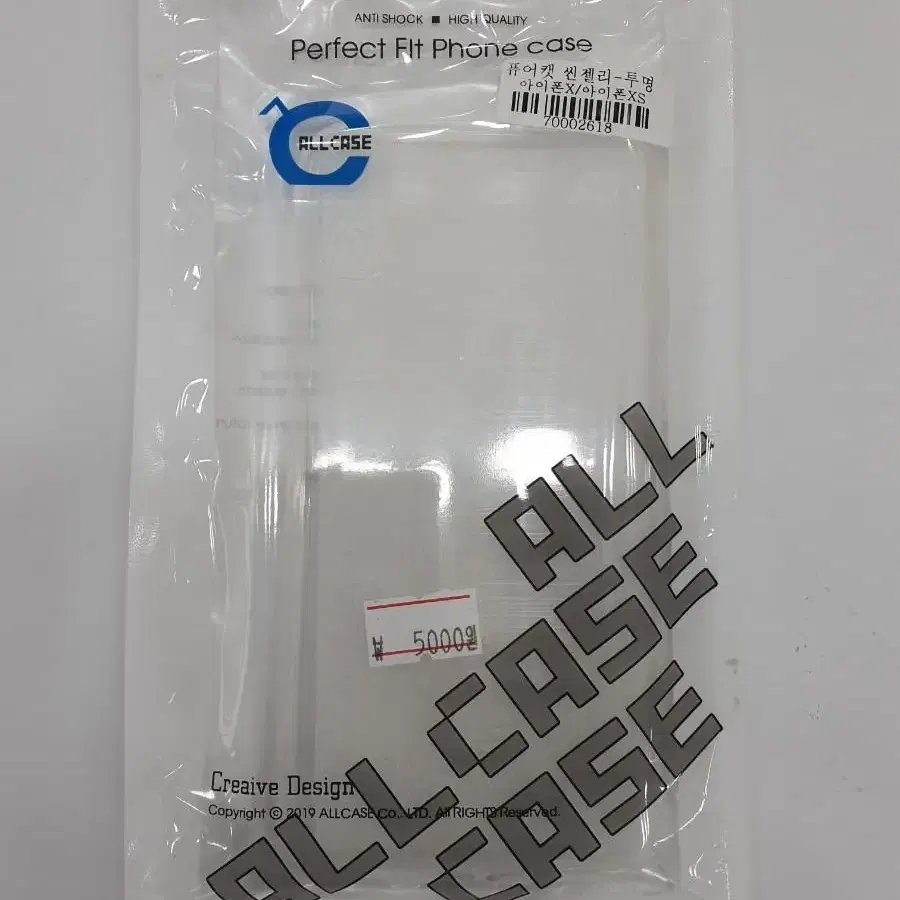 ANTI SHOCK ■ HIGH QUALITY
Perfect FIt Phone case
퓨어캣 씬젤리-투명
아이폰X/아이폰XS
70002618
ALLCASE
₩ 5000원
ALL
CASE
ALL
CASE
Creaive Design
Copyright © 2019 ALLCASE Co., LTD. All RIGHTS Reserved.